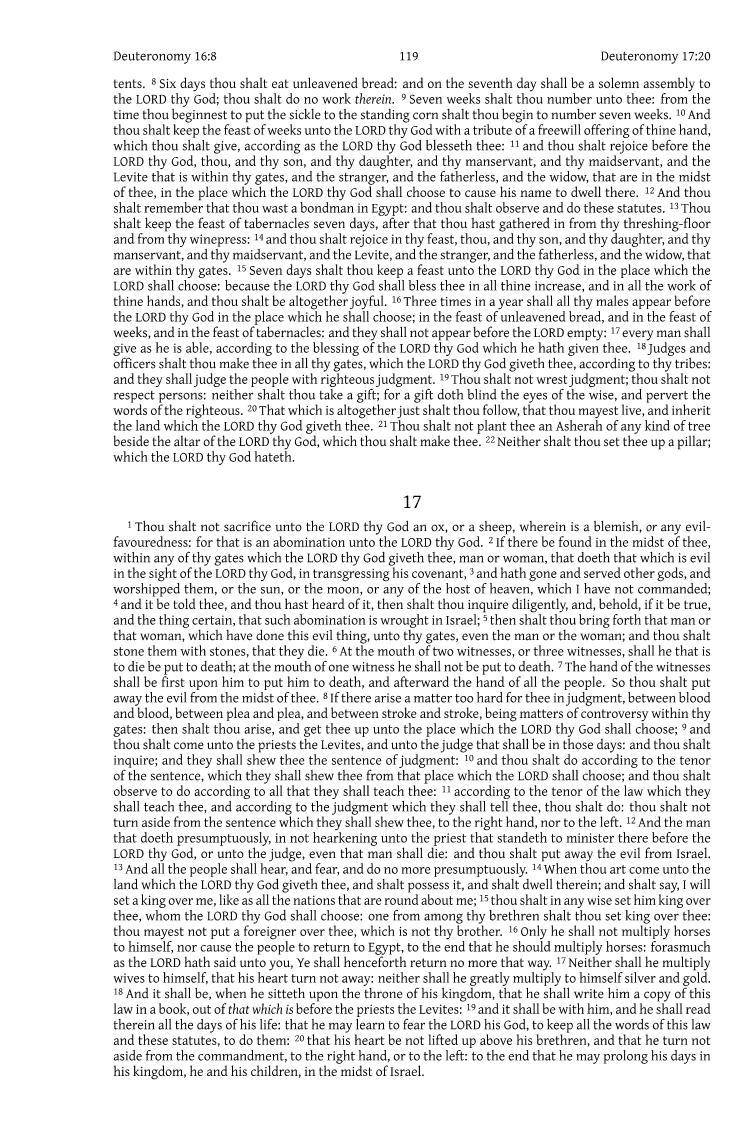 Deuteronomy 16:8 119 Deuteronomy 17:20
tents. 8 Six days thou shalt eat unleavened bread: and on the seventh day shall be a solemn assembly to
the LORD thy God; thou shalt do no work therein. 9 Seven weeks shalt thou number unto thee: from the
time thou beginnest to put the sickle to the standing corn shalt thou begin to number seven weeks. 10 And
thou shalt keep the feast of weeks unto the LORD thy God with a tribute of a freewill offering of thine hand,
which thou shalt give, according as the LORD thy God blesseth thee: 11 and thou shalt rejoice before the
LORD thy God, thou, and thy son, and thy daughter, and thy manservant, and thy maidservant, and the
Levite that is within thy gates, and the stranger, and the fatherless, and the widow, that are in the midst
of thee, in the place which the LORD thy God shall choose to cause his name to dwell there. 12 And thou
shalt remember that thou wast a bondman in Egypt: and thou shalt observe and do these statutes. 13 Thou
shalt keep the feast of tabernacles seven days, after that thou hast gathered in from thy threshing-floor
and from thy winepress: 14 and thou shalt rejoice in thy feast, thou, and thy son, and thy daughter, and thy
manservant, and thy maidservant, and the Levite, and the stranger, and the fatherless, and the widow, that
are within thy gates. 15 Seven days shalt thou keep a feast unto the LORD thy God in the place which the
LORD shall choose: because the LORD thy God shall bless thee in all thine increase, and in all the work of
thine hands, and thou shalt be altogether joyful. 16 Three times in a year shall all thy males appear before
the LORD thy God in the place which he shall choose; in the feast of unleavened bread, and in the feast of
weeks, and in the feast of tabernacles: and they shall not appear before the LORD empty: 17 every man shall
give as he is able, according to the blessing of the LORD thy God which he hath given thee. 18 Judges and
officers shalt thou make thee in all thy gates, which the LORD thy God giveth thee, according to thy tribes:
and they shall judge the people with righteous judgment. 19 Thou shalt not wrest judgment; thou shalt not
respect persons: neither shalt thou take a gift; for a gift doth blind the eyes of the wise, and pervert the
words of the righteous. 20 That which is altogether just shalt thou follow, that thou mayest live, and inherit
the land which the LORD thy God giveth thee. 21 Thou shalt not plant thee an Asherah of any kind of tree
beside the altar of the LORD thy God, which thou shalt make thee. 22 Neither shalt thou set thee up a pillar;
which the LORD thy God hateth.
17
1 Thou shalt not sacrifice unto the LORD thy God an ox, or a sheep, wherein is a blemish, or any evil-
favouredness: for that is an abomination unto the LORD thy God. 2 If there be found in the midst of thee,
within any of thy gates which the LORD thy God giveth thee, man or woman, that doeth that which is evil
in the sight of the LORD thy God, in transgressing his covenant, 3 and hath gone and served other gods, and
worshipped them, or the sun, or the moon, or any of the host of heaven, which I have not commanded;
4 and it be told thee, and thou hast heard of it, then shalt thou inquire diligently, and, behold, if it be true,
and the thing certain, that such abomination is wrought in Israel; 5 then shalt thou bring forth that man or
that woman, which have done this evil thing, unto thy gates, even the man or the woman; and thou shalt
stone them with stones, that they die. 6 At the mouth of two witnesses, or three witnesses, shall he that is
to die be put to death; at the mouth of one witness he shall not be put to death. 7 The hand of the witnesses
shall be first upon him to put him to death, and afterward the hand of all the people. So thou shalt put
away the evil from the midst of thee. 8 If there arise a matter too hard for thee in judgment, between blood
and blood, between plea and plea, and between stroke and stroke, being matters of controversy within thy
gates: then shalt thou arise, and get thee up unto the place which the LORD thy God shall choose; 9 and
thou shalt come unto the priests the Levites, and unto the judge that shall be in those days: and thou shalt
inquire; and they shall shew thee the sentence of judgment: 10 and thou shalt do according to the tenor
of the sentence, which they shall shew thee from that place which the LORD shall choose; and thou shalt
observe to do according to all that they shall teach thee: 11 according to the tenor of the law which they
shall teach thee, and according to the judgment which they shall tell thee, thou shalt do: thou shalt not
turn aside from the sentence which they shall shew thee, to the right hand, nor to the left. 12 And the man
that doeth presumptuously, in not hearkening unto the priest that standeth to minister there before the
LORD thy God, or unto the judge, even that man shall die: and thou shalt put away the evil from Israel.
13 And all the people shall hear, and fear, and do no more presumptuously. 14 When thou art come unto the
land which the LORD thy God giveth thee, and shalt possess it, and shalt dwell therein; and shalt say, I will
set a king over me, like as all the nations that are round about me; 15 thou shalt in any wise set him king over
thee, whom the LORD thy God shall choose: one from among thy brethren shalt thou set king over thee:
thou mayest not put a foreigner over thee, which is not thy brother. 16 Only he shall not multiply horses
to himself, nor cause the people to return to Egypt, to the end that he should multiply horses: forasmuch
as the LORD hath said unto you, Ye shall henceforth return no more that way. 17 Neither shall he multiply
wives to himself, that his heart turn not away: neither shall he greatly multiply to himself silver and gold.
18 And it shall be, when he sitteth upon the throne of his kingdom, that he shall write him a copy of this
law in a book, out of that which is before the priests the Levites: 19 and it shall be with him, and he shall read
therein all the days of his life: that he may learn to fear the LORD his God, to keep all the words of this law
and these statutes, to do them: 20 that his heart be not lifted up above his brethren, and that he turn not
aside from the commandment, to the right hand, or to the left: to the end that he may prolong his days in
his kingdom, he and his children, in the midst of Israel.